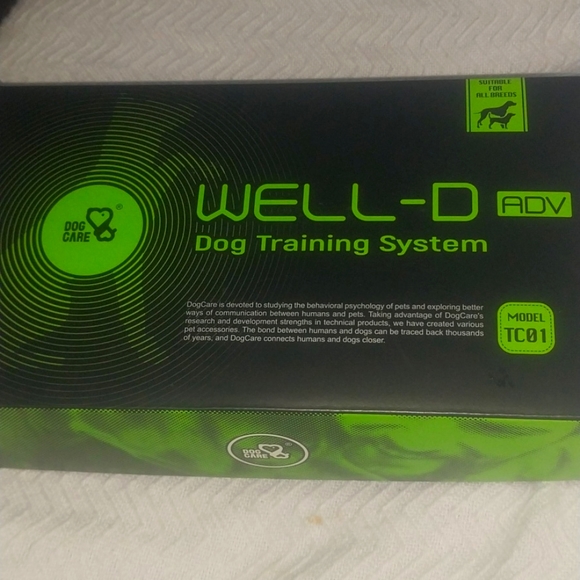 SUITABLE
FOR
ALL BREEDS
WELL-D ADV
DOG
CARE ®
Dog Training System
DogCare is devoted to studying the behavioral psychology of pets and exploring better
ways of communication between humans and pets. Taking advantage of DogCare's
research and development strengths in technical products, we have created various
pet accessories. The bond between humans and dogs can be traced back thousands
of years, and DogCare connects humans and dogs closer.
MODEL
TC01
DOG
CARE